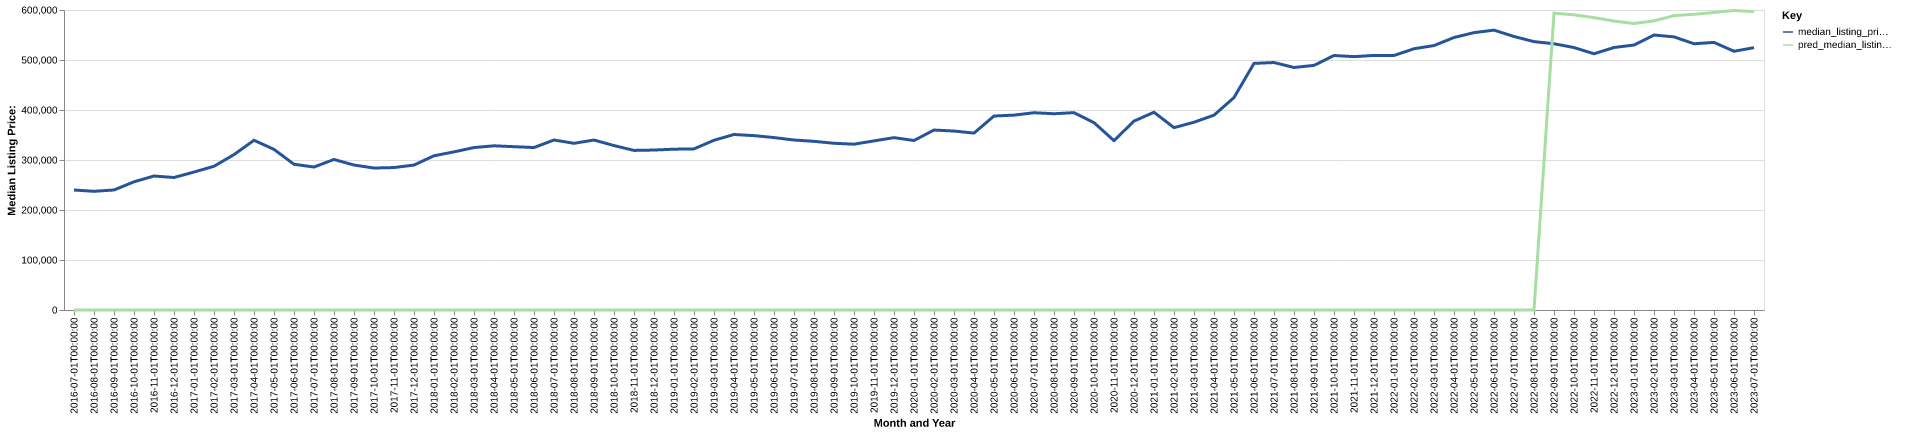 600,000
500,000
400,000
300,000
200,000
100,000
0
Median Listing Price:
2016-07-01T00:00:00
2016-08-01T00:00:00
2016-09-01T00:00:00
2016-10-01T00:00:00
2016-11-01T00:00:00
2016-12-01T00:00:00
2017-01-01T00:00:00
2017-02-01T00:00:00
2017-03-01T00:00:00
2017-04-01T00:00:00
2017-05-01T00:00:00
2017-06-01T00:00:00
2017-07-01T00:00:00
2017-08-01T00:00:00
2017-09-01T00:00:00
2017-10-01T00:00:00
2017-11-01T00:00:00
2017-12-01T00:00:00
2018-01-01T00:00:00
2018-02-01T00:00:00
2018-03-01T00:00:00
2018-04-01T00:00:00
2018-05-01T00:00:00
2018-06-01T00:00:00
2018-07-01T00:00:00
2018-08-01T00:00:00
2018-09-01T00:00:00
2018-10-01T00:00:00
2018-11-01T00:00:00
2018-12-01T00:00:00
2019-01-01T00:00:00
2019-02-01T00:00:00
2019-03-01T00:00:00
2019-04-01T00:00:00
2019-05-01T00:00:00
2019-06-01T00:00:00
2019-07-01T00:00:00
2019-08-01T00:00:00
2019-09-01T00:00:00
2019-10-01T00:00:00
2019-11-01T00:00:00
2019-12-01T00:00:00
2020-01-01T00:00:00
2020-02-01T00:00:00
2020-03-01T00:00:00
2020-04-01T00:00:00
2020-05-01T00:00:00
2020-06-01T00:00:00
2020-07-01T00:00:00
2020-08-01T00:00:00
2020-09-01T00:00:00
2020-10-01T00:00:00
2020-11-01T00:00:00
2020-12-01T00:00:00
2021-01-01T00:00:00
2021-02-01T00:00:00
2021-03-01T00:00:00
2021-04-01T00:00:00
2021-05-01T00:00:00
2021-06-01T00:00:00
2021-07-01T00:00:00
2021-08-01T00:00:00
2021-09-01T00:00:00
2021-10-01T00:00:00
2021-11-01T00:00:00
2021-12-01T00:00:00
2022-01-01T00:00:00
2022-02-01T00:00:00
2022-03-01T00:00:00
2022-04-01T00:00:00
2022-05-01T00:00:00
2022-06-01T00:00:00
2022-07-01T00:00:00
2022-08-01T00:00:00
2022-09-01T00:00:00
2022-10-01T00:00:00
2022-11-01T00:00:00
2022-12-01T00:00:00
2023-01-01T00:00:00
2023-02-01T00:00:00
2023-03-01T00:00:00
2023-04-01T00:00:00
2023-05-01T00:00:00
2023-06-01T00:00:00
2023-07-01T00:00:00
Month and Year
Key
median_listing_pri…
pred_median_listin…